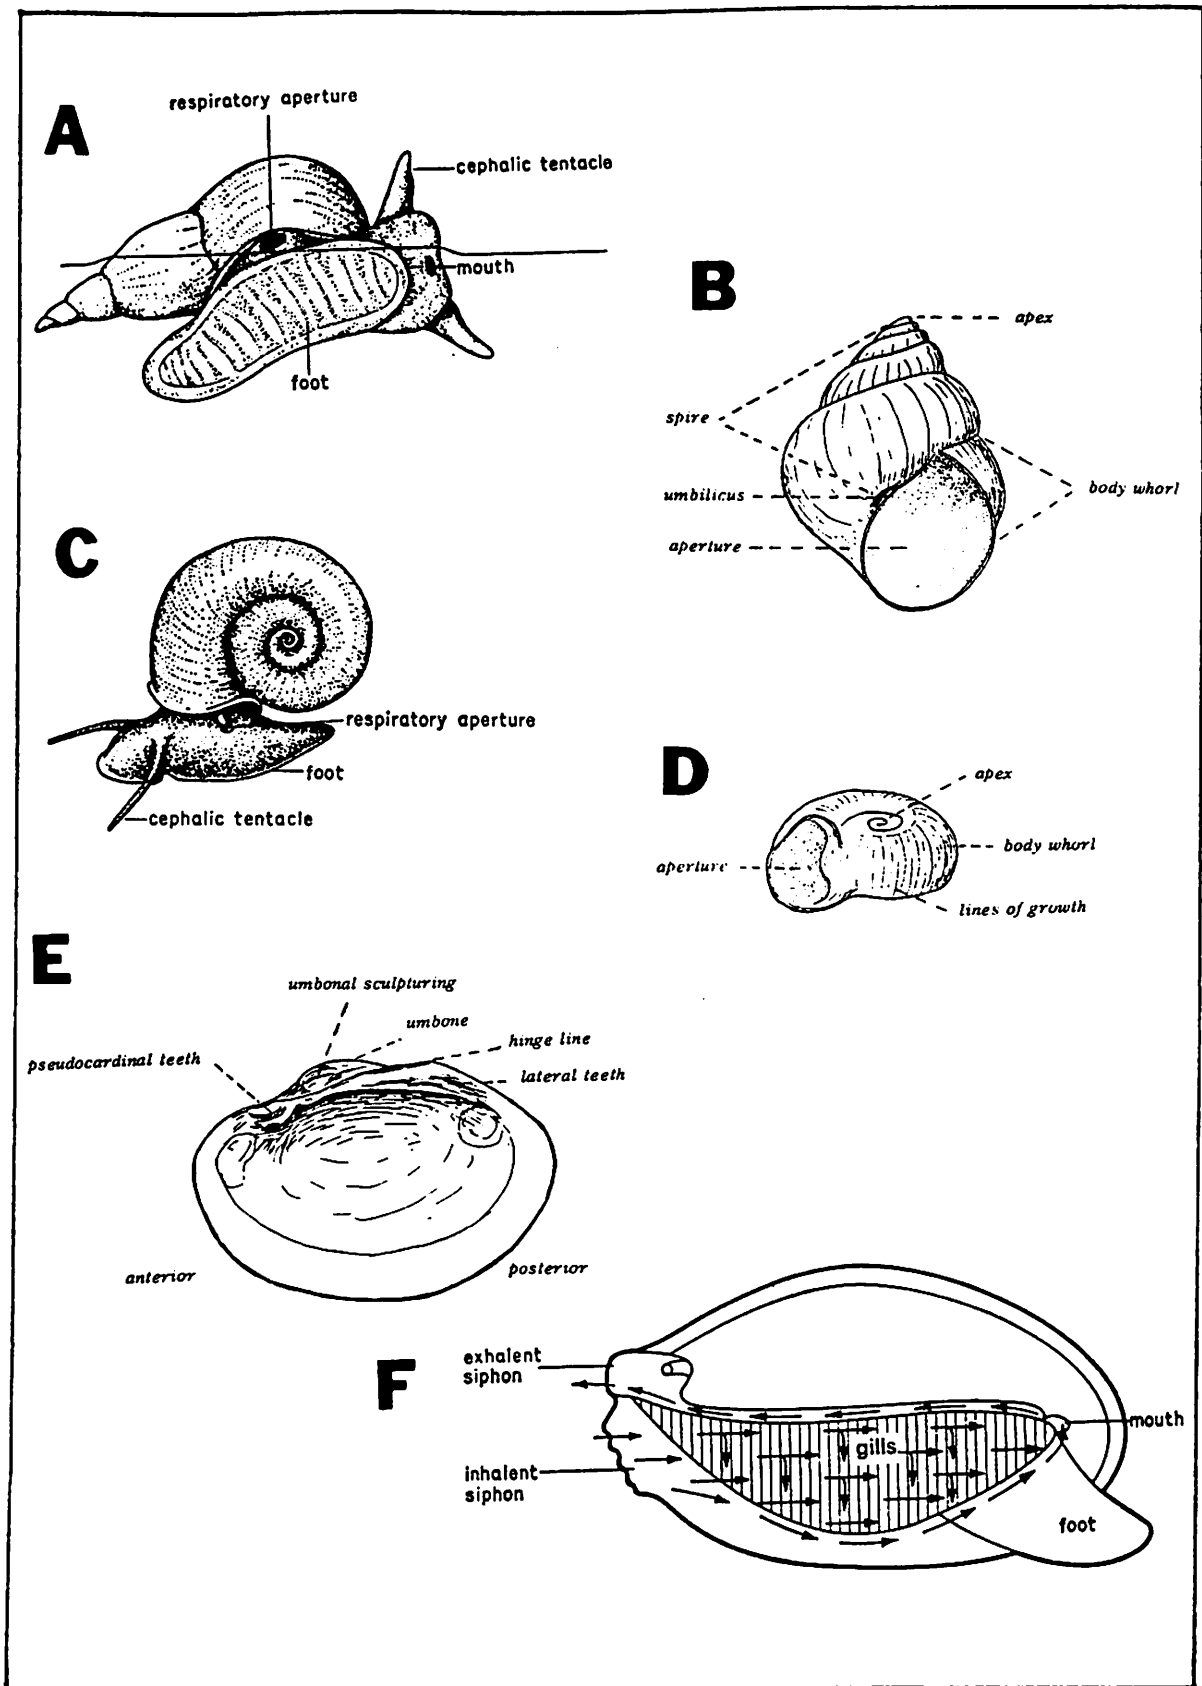 A
respiratory aperture
cephalic tentacle
mouth
foot
B
apex
spire
umbilicus
body whorl
aperture
C
respiratory aperture
foot
cephalic tentacle
D
apex
aperture
body whorl
lines of growth
E
umbonal sculpturing
umbone
hinge line
pseudocardinal teeth
lateral teeth
anterior
posterior
F
exhalent
siphon
mouth
gills
inhalent
siphon
foot